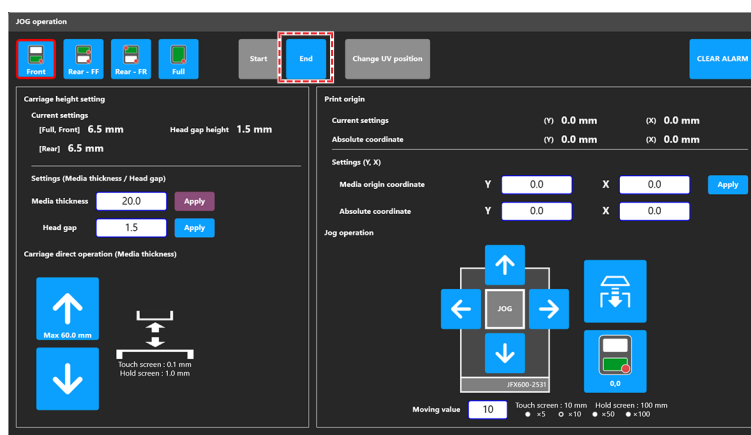 JOG operation
Front
Rear - FF
Rear - FR
Full
Start
End
Change UV position
CLEAR ALARM
Carriage height setting
Current settings
[Full, Front] 6.5 mm Head gap height 1.5 mm
[Rear] 6.5 mm
Settings (Media thickness / Head gap)
Media thickness 20.0 Apply
Head gap 1.5 Apply
Carriage direct operation (Media thickness)
Max 60.0 mm
Touch screen : 0.1 mm
Hold screen : 1.0 mm
Print origin
Current settings (Y) 0.0 mm (X) 0.0 mm
Absolute coordinate (Y) 0.0 mm (X) 0.0 mm
Settings (Y, X)
Media origin coordinate Y 0.0 X 0.0 Apply
Absolute coordinate Y 0.0 X 0.0
Jog operation
JOG
JFX600-2531
0,0
Moving value 10 Touch screen : 10 mm Hold screen : 100 mm
×5 ×10 ×50 ×100